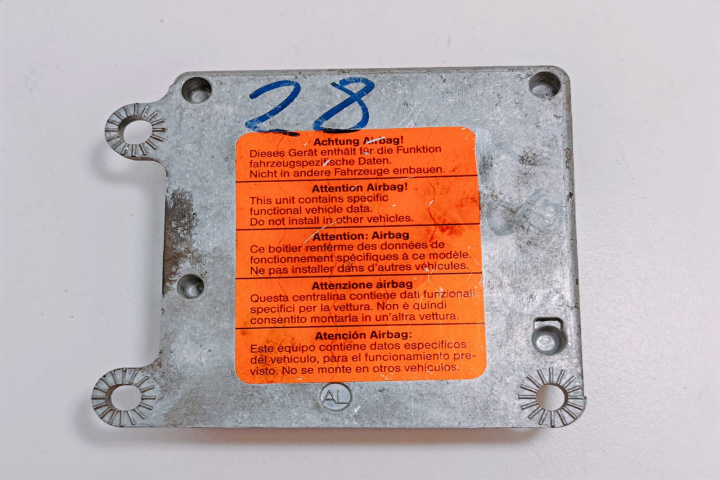 28
Achtung Airbag!
Dieses Gerät enthält für die Funktion
fahrzeugspezifische Daten.
Nicht in andere Fahrzeuge einbauen.
Attention Airbag!
This unit contains specific
functional vehicle data.
Do not install in other vehicles.
Attention: Airbag
Ce boitier renferme des données de
fonctionnement spécifiques à ce modèle.
Ne pas installer dans d'autres véhicules.
Attenzione airbag
Questa centralina contiene dati funzionali
specifici per la vettura. Non è quindi
consentito montarla in un'altra vettura.
Atención Airbag:
Este equipo contiene datos especificos
del vehículo, para el funcionamiento pre-
visto. No se monte en otros vehículos.
AL